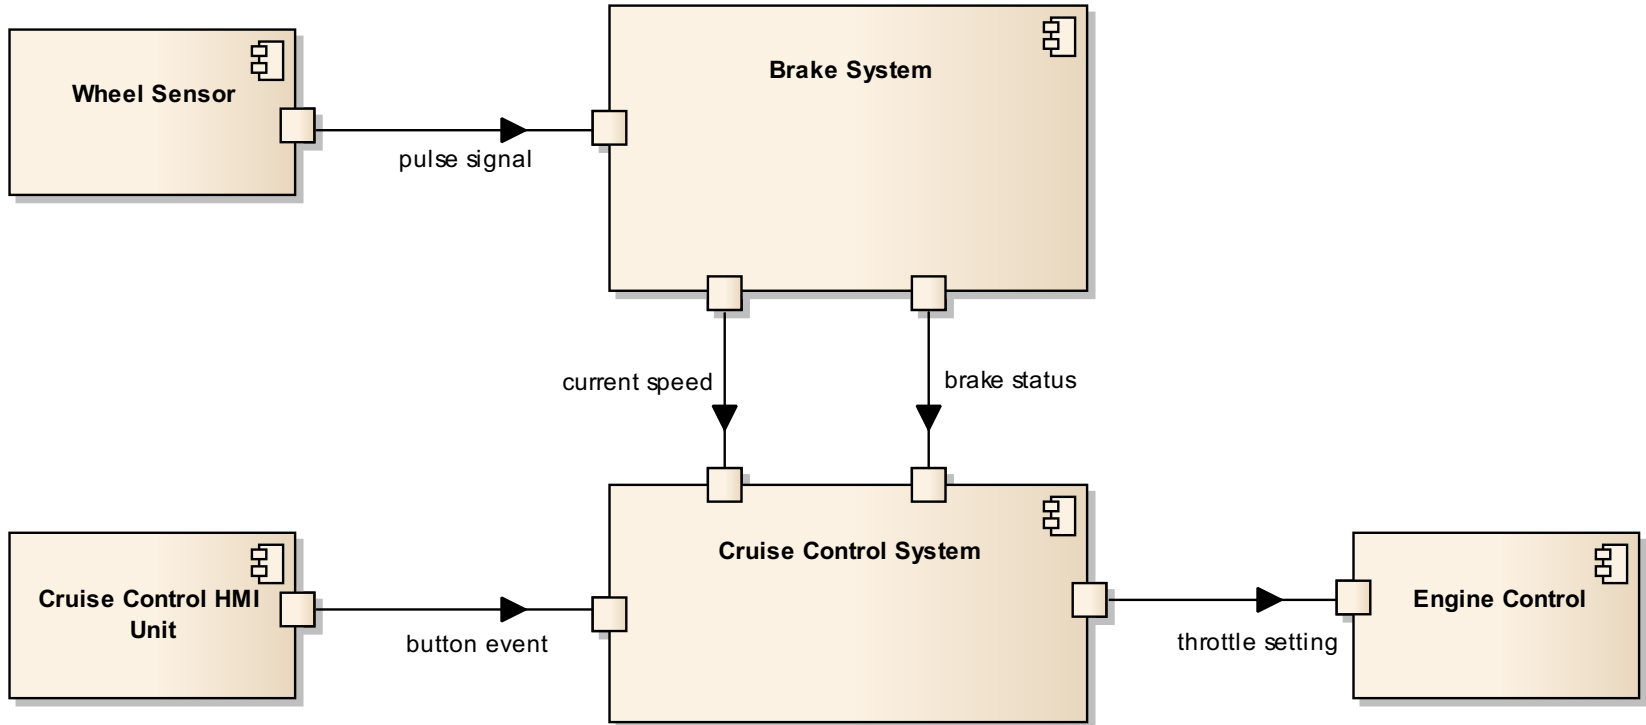 Brake System
Wheel Sensor
pulse signal
current speed
brake status
Cruise Control System
Cruise Control HMI
Unit
button event
Engine Control
throttle setting